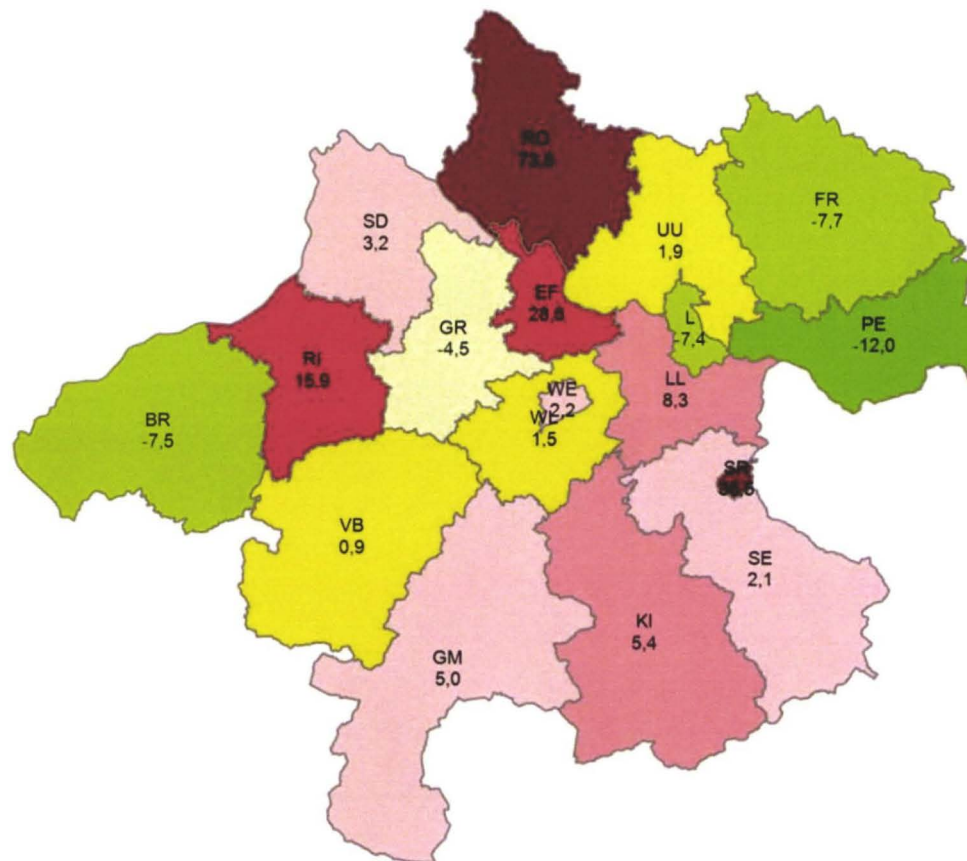 RO
73,8
FR
-7,7
SD
3,2
UU
1,9
EF
28,8
L
-7,4
PE
-12,0
GR
-4,5
RI
15,9
LL
8,3
WE
2,2
BR
-7,5
WL
1,5
SR
VB
0,9
SE
2,1
KI
5,4
GM
5,0